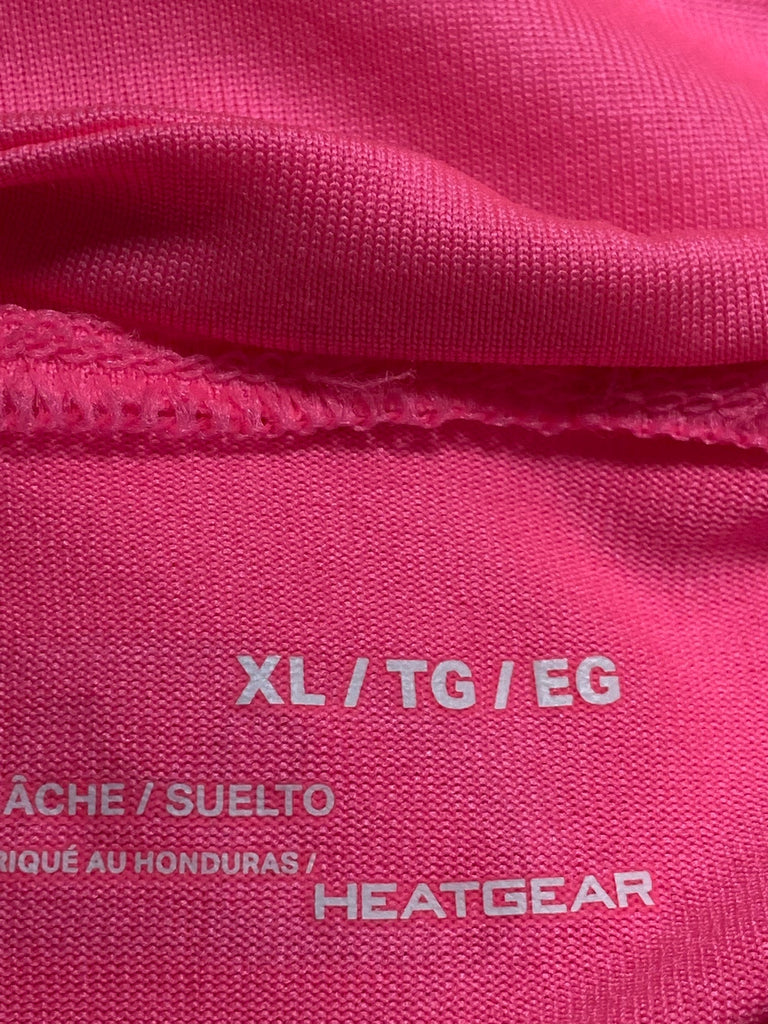 XL / TG / EG
ÂCHE / SUELTO
RIQUÉ AU HONDURAS /
HEATGEAR